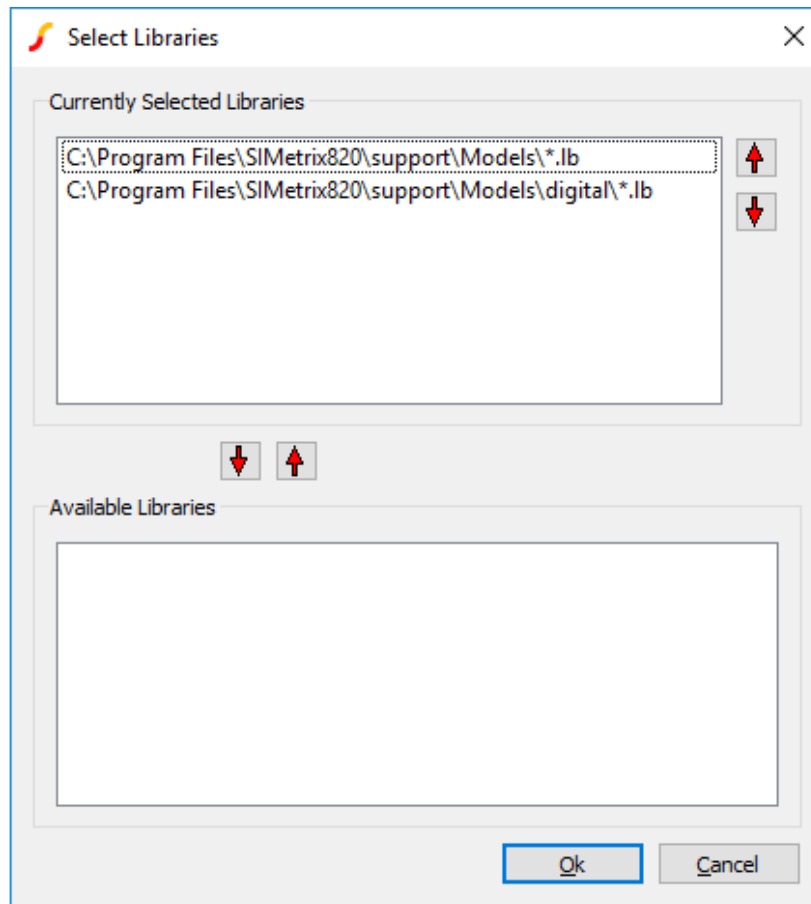 Select Libraries
Currently Selected Libraries
C:\Program Files\SIMetrix820\support\Models\*.lb
C:\Program Files\SIMetrix820\support\Models\digital\*.lb
Available Libraries
Ok Cancel